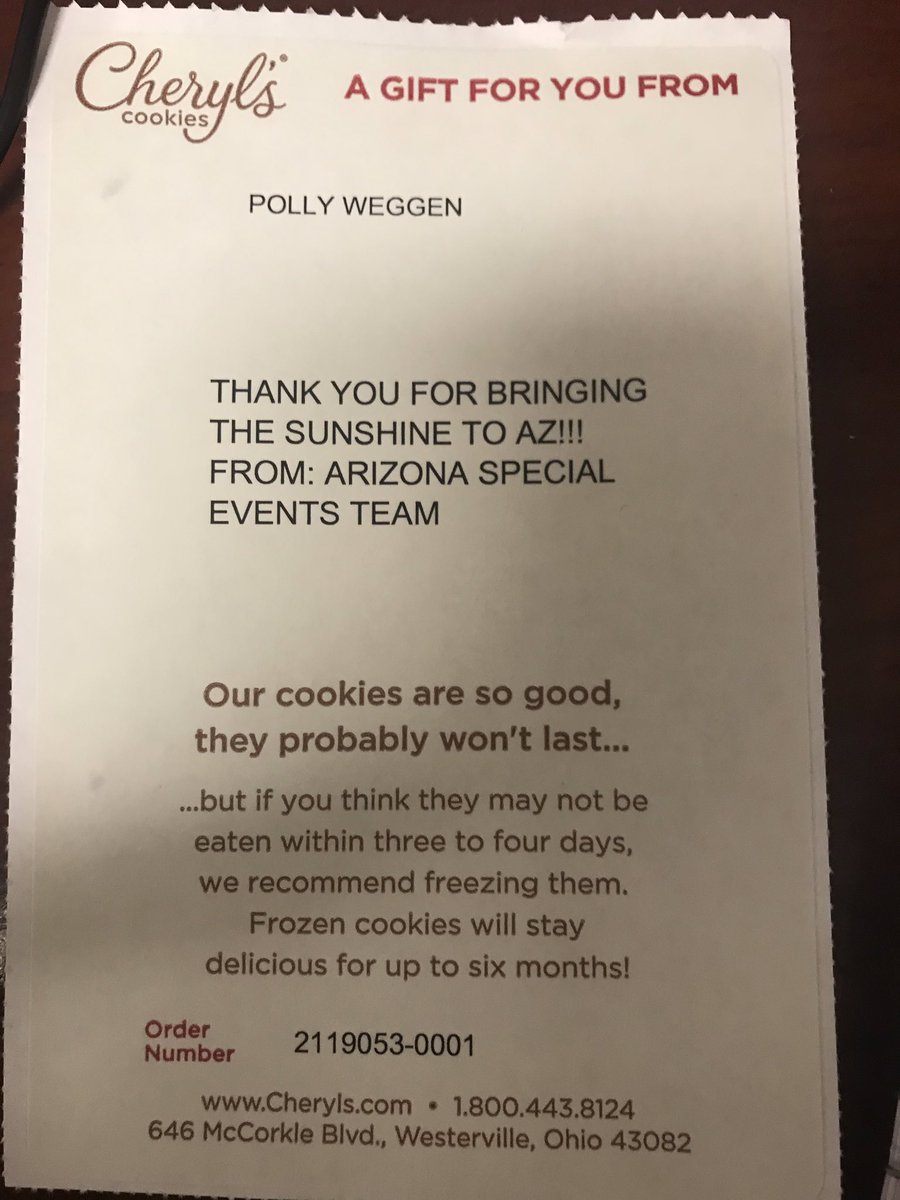 Cheryl's®
cookies
A GIFT FOR YOU FROM
POLLY WEGGEN
THANK YOU FOR BRINGING
THE SUNSHINE TO AZ!!!
FROM: ARIZONA SPECIAL
EVENTS TEAM
Our cookies are so good,
they probably won't last...
...but if you think they may not be
eaten within three to four days,
we recommend freezing them.
Frozen cookies will stay
delicious for up to six months!
Order
Number
2119053-0001
www.Cheryls.com • 1.800.443.8124
646 McCorkle Blvd., Westerville, Ohio 43082